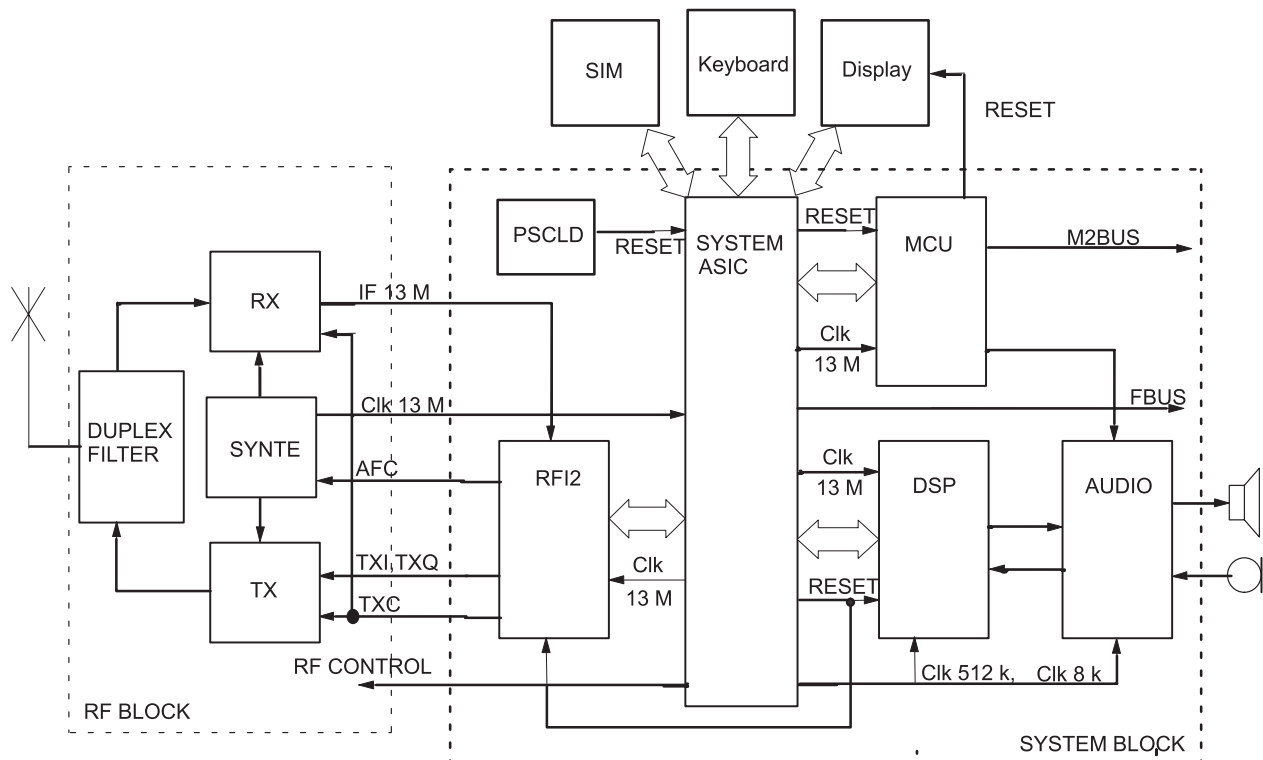 SIM
Keyboard
Display
RESET
PSCLD
RESET
SYSTEM
ASIC
RESET
MCU
M2BUS
RX
IF 13 M
Clk
13 M
DUPLEX
FILTER
SYNTE
Clk 13 M
FBUS
AFC
RFI2
Clk
13 M
DSP
AUDIO
TX
TXI,TXQ
TXC
Clk
13 M
RESET
RF CONTROL
Clk 512 k,
Clk 8 k
RF BLOCK
SYSTEM BLOCK